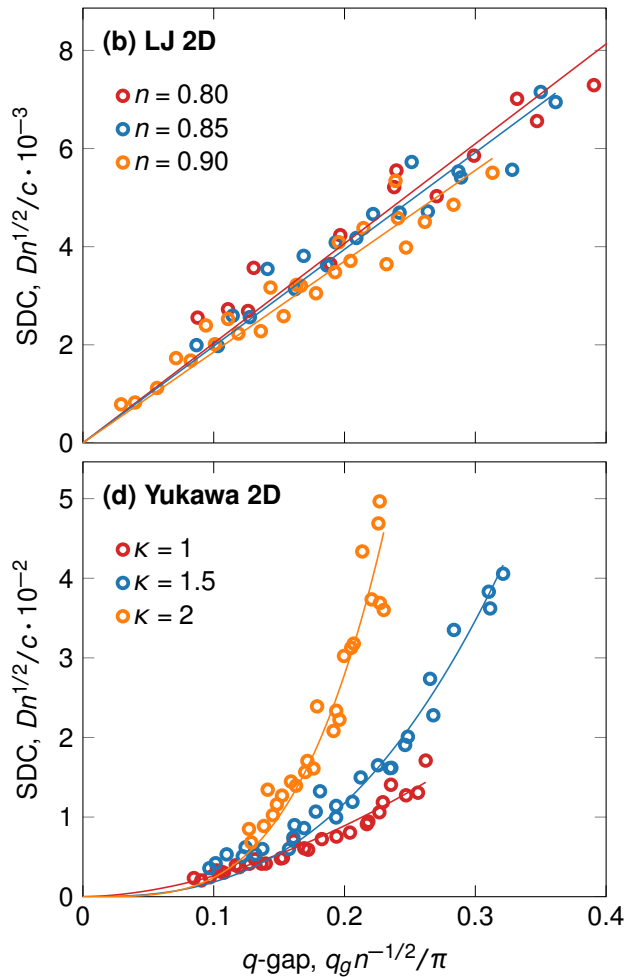 (b) LJ 2D
n = 0.80
n = 0.85
n = 0.90
SDC, Dn^{1/2}/c · 10^{−3}
8
6
4
2
0
(d) Yukawa 2D
κ = 1
κ = 1.5
κ = 2
SDC, Dn^{1/2}/c · 10^{−2}
5
4
3
2
1
0
0 0.1 0.2 0.3 0.4
q-gap, q_g n^{−1/2}/π